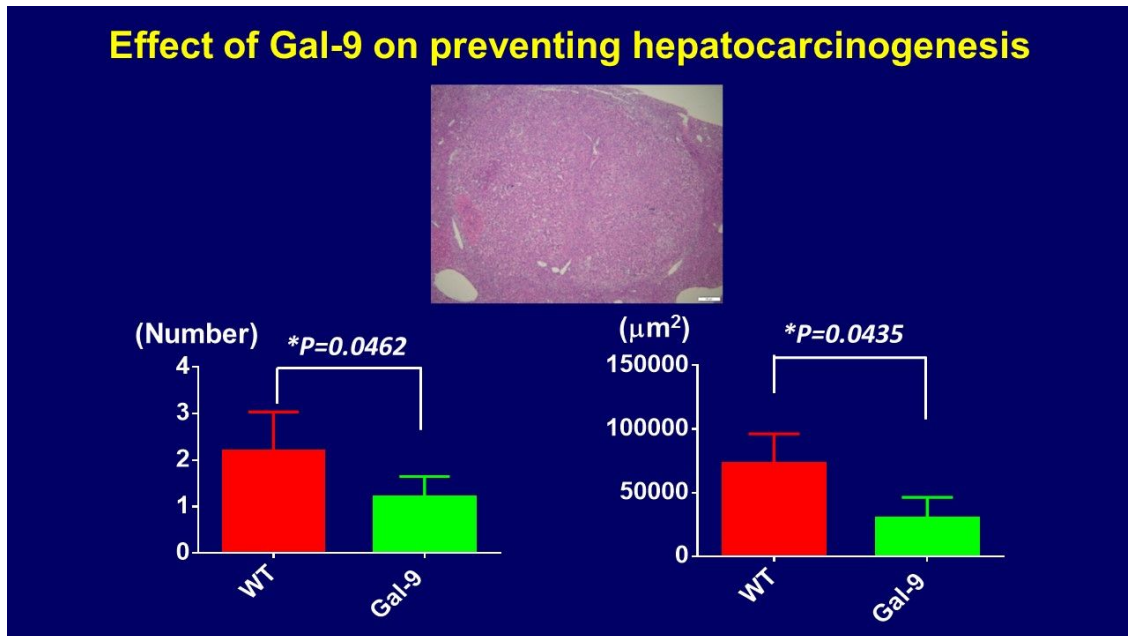 Effect of Gal-9 on preventing hepatocarcinogenesis
(Number)
*P=0.0462
4
3
2
1
0
WT
Gal-9
(μm²)
*P=0.0435
150000
100000
50000
0
WT
Gal-9